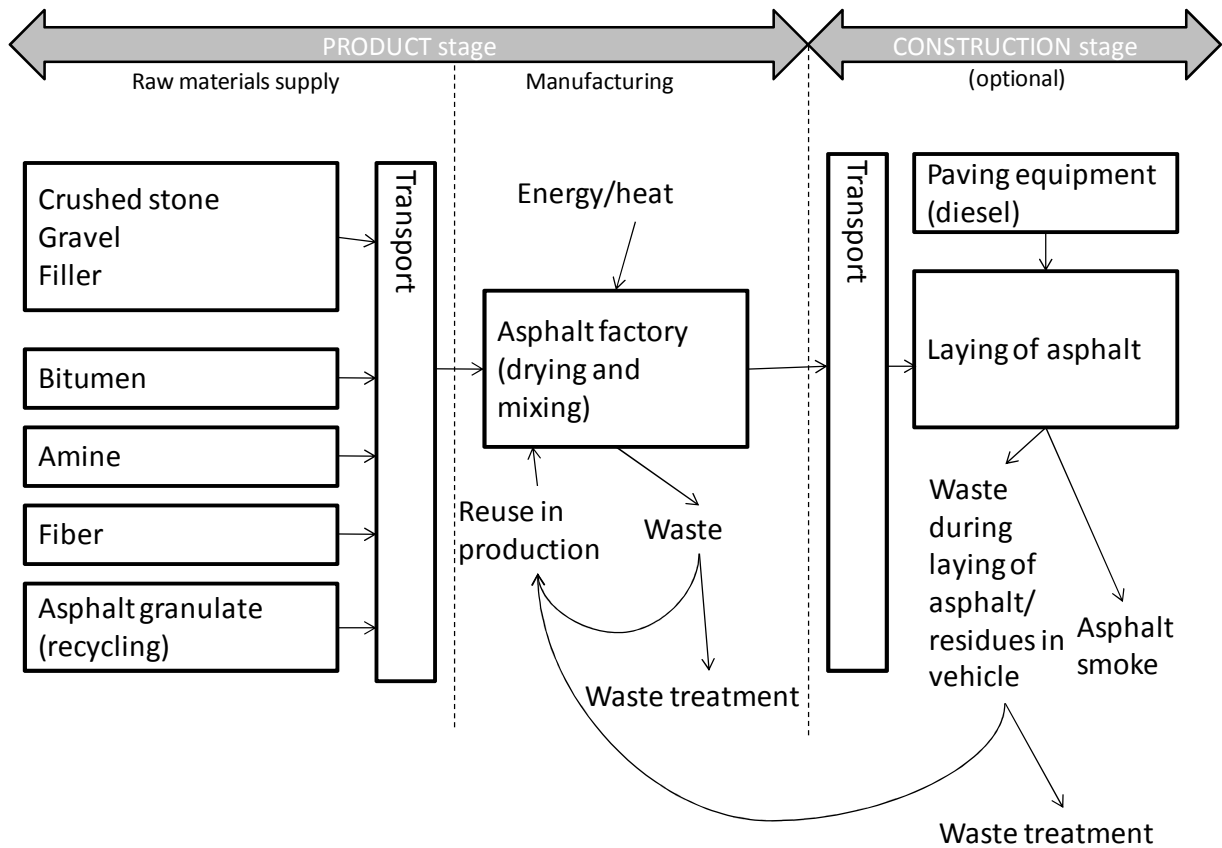 PRODUCT stage
CONSTRUCTION stage
Raw materials supply
Manufacturing
(optional)
Crushed stone
Gravel
Filler
Bitumen
Amine
Fiber
Asphalt granulate
(recycling)
Transport
Energy/heat
Asphalt factory
(drying and
mixing)
Reuse in
production
Waste
Waste treatment
Transport
Paving equipment
(diesel)
Laying of asphalt
Waste
during
laying of
asphalt/
residues in
vehicle
Asphalt
smoke
Waste treatment